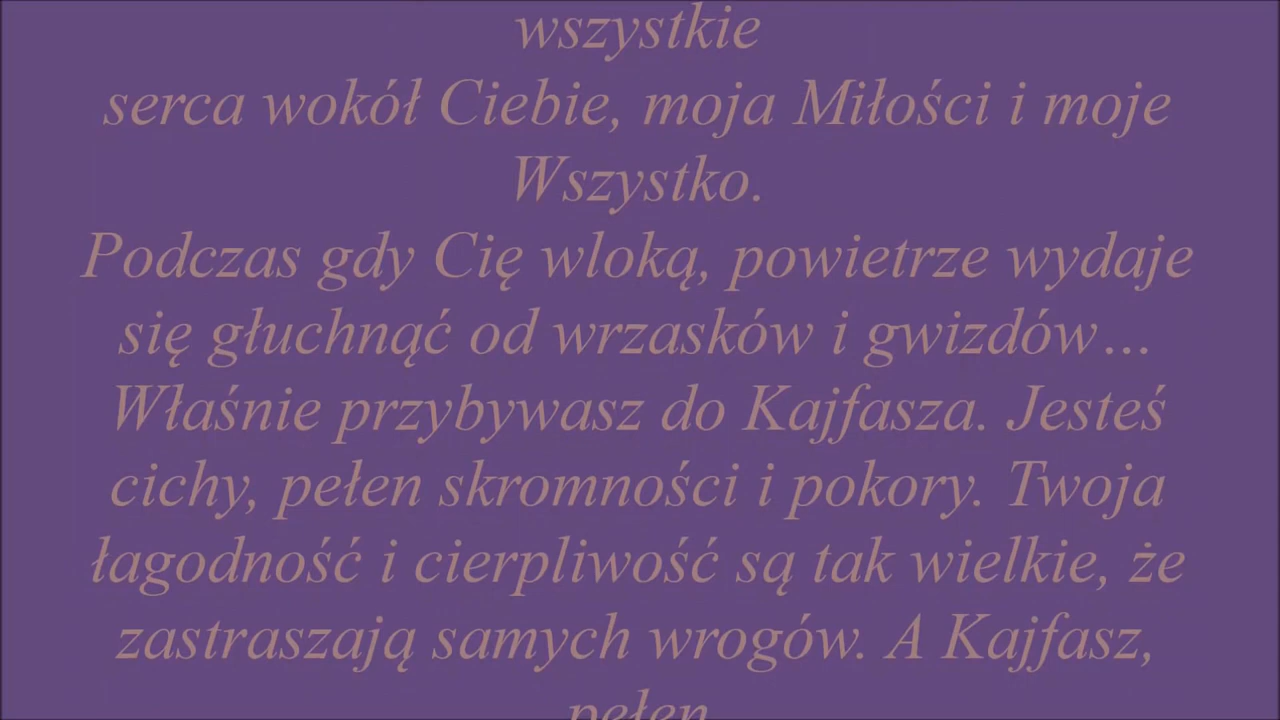 wszystkie
serca wokół Ciebie, moja Miłości i moje
Wszystko.
Podczas gdy Cię wloką, powietrze wydaje
się głuchnąć od wrzasków i gwizdów…
Właśnie przybywasz do Kajfasza. Jesteś
cichy, pełen skromności i pokory. Twoja
łagodność i cierpliwość są tak wielkie, że
zastraszają samych wrogów. A Kajfasz,
pełen